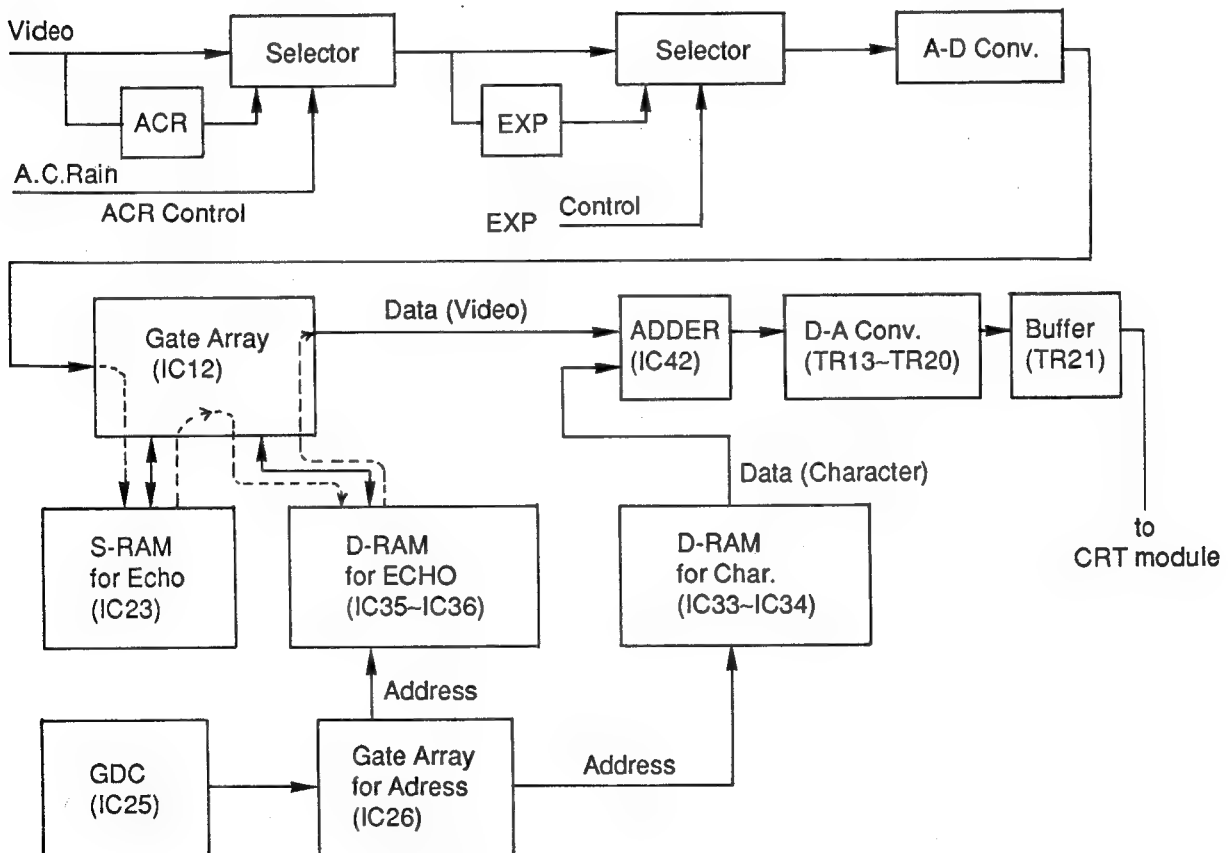 Video
Selector
Selector
A-D Conv.
ACR
EXP
A.C.Rain
ACR Control
EXP
Control
Gate Array
(IC12)
Data (Video)
ADDER
(IC42)
D-A Conv.
(TR13~TR20)
Buffer
(TR21)
Data (Character)
to
CRT module
S-RAM
for Echo
(IC23)
D-RAM
for ECHO
(IC35~IC36)
D-RAM
for Char.
(IC33~IC34)
Address
GDC
(IC25)
Gate Array
for Adress
(IC26)
Address